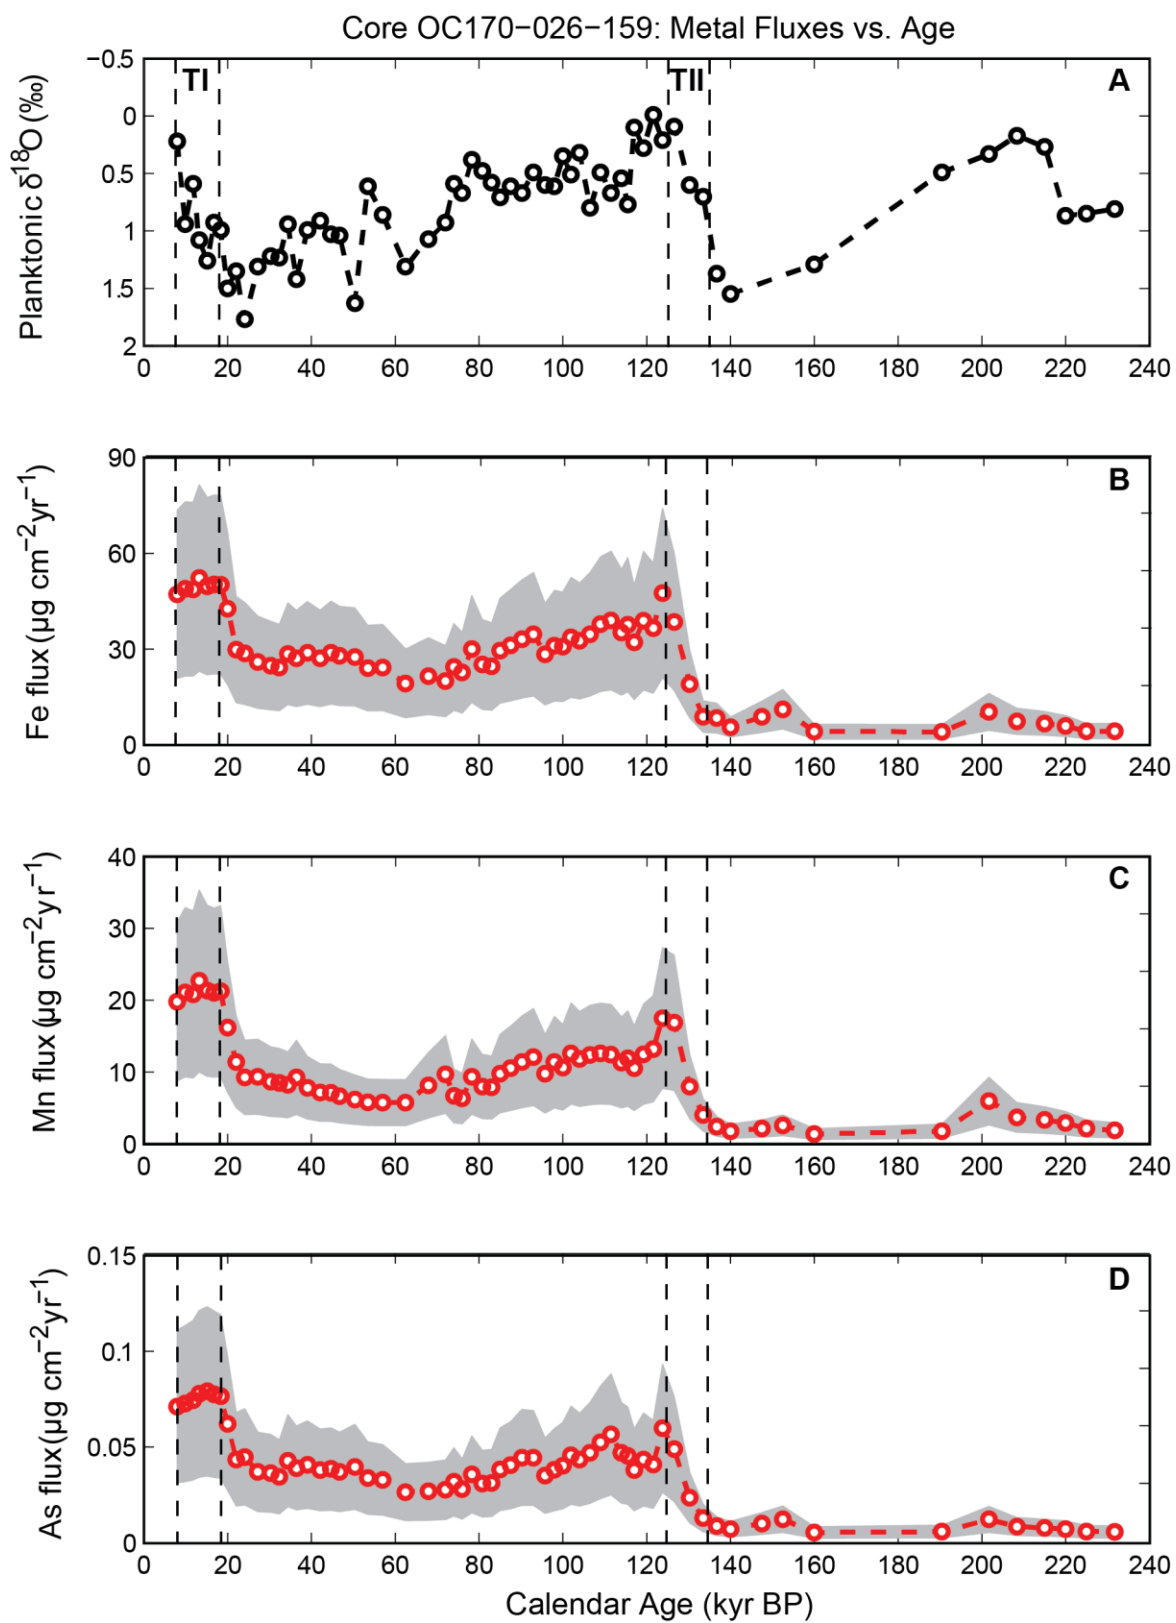 Core OC170−026−159: Metal Fluxes vs. Age
Planktonic δ¹⁸O (‰)
−0.5
0
0.5
1
1.5
2
TI
TII
A
0 20 40 60 80 100 120 140 160 180 200 220 240
Fe flux (µg cm⁻²yr⁻¹)
90
60
30
0
B
0 20 40 60 80 100 120 140 160 180 200 220 240
Mn flux (µg cm⁻²yr⁻¹)
40
30
20
10
0
C
0 20 40 60 80 100 120 140 160 180 200 220 240
As flux(µg cm⁻²yr⁻¹)
0.15
0.1
0.05
0
D
0 20 40 60 80 100 120 140 160 180 200 220 240
Calendar Age (kyr BP)